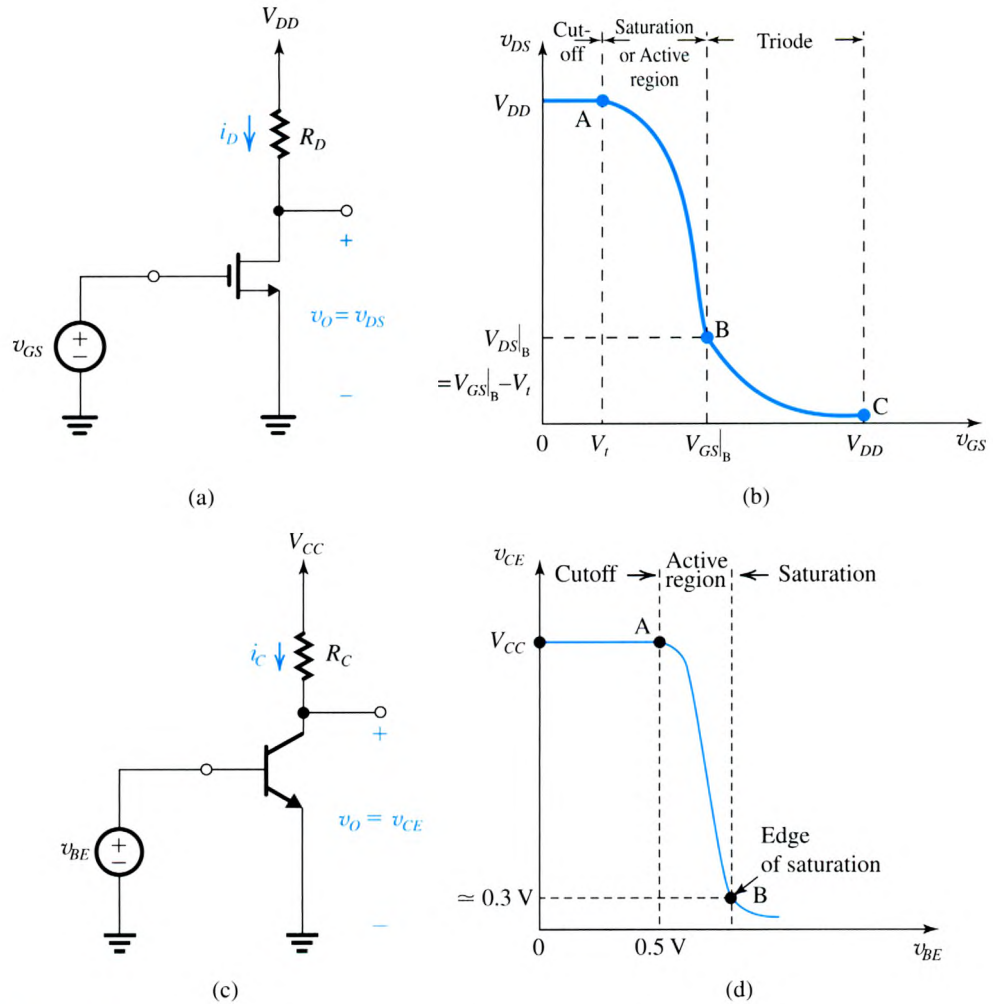 V_DD
i_D
R_D
+
v_O = v_DS
v_GS
+
−
−
(a)
v_DS
Cut-
off
Saturation
or Active
region
Triode
V_DD
A
V_DS|_B
B
=V_GS|_B−V_t
C
0
V_t
V_GS|_B
V_DD
v_GS
(b)
V_CC
i_C
R_C
+
v_O = v_CE
v_BE
+
−
−
(c)
v_CE
Cutoff
Active
region
Saturation
V_CC
A
Edge
of saturation
≃ 0.3 V
B
0
0.5 V
v_BE
(d)